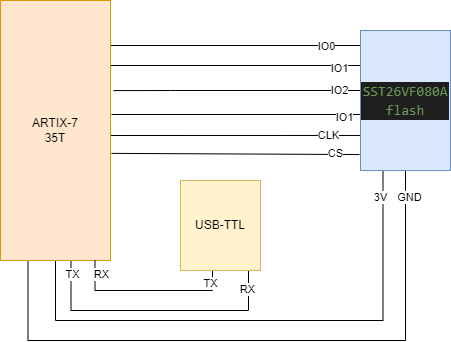 IO0
IO1
IO2
IO1
CLK
CS
ARTIX-7
35T
SST26VF080A
flash
3V
GND
USB-TTL
TX
RX
TX
RX